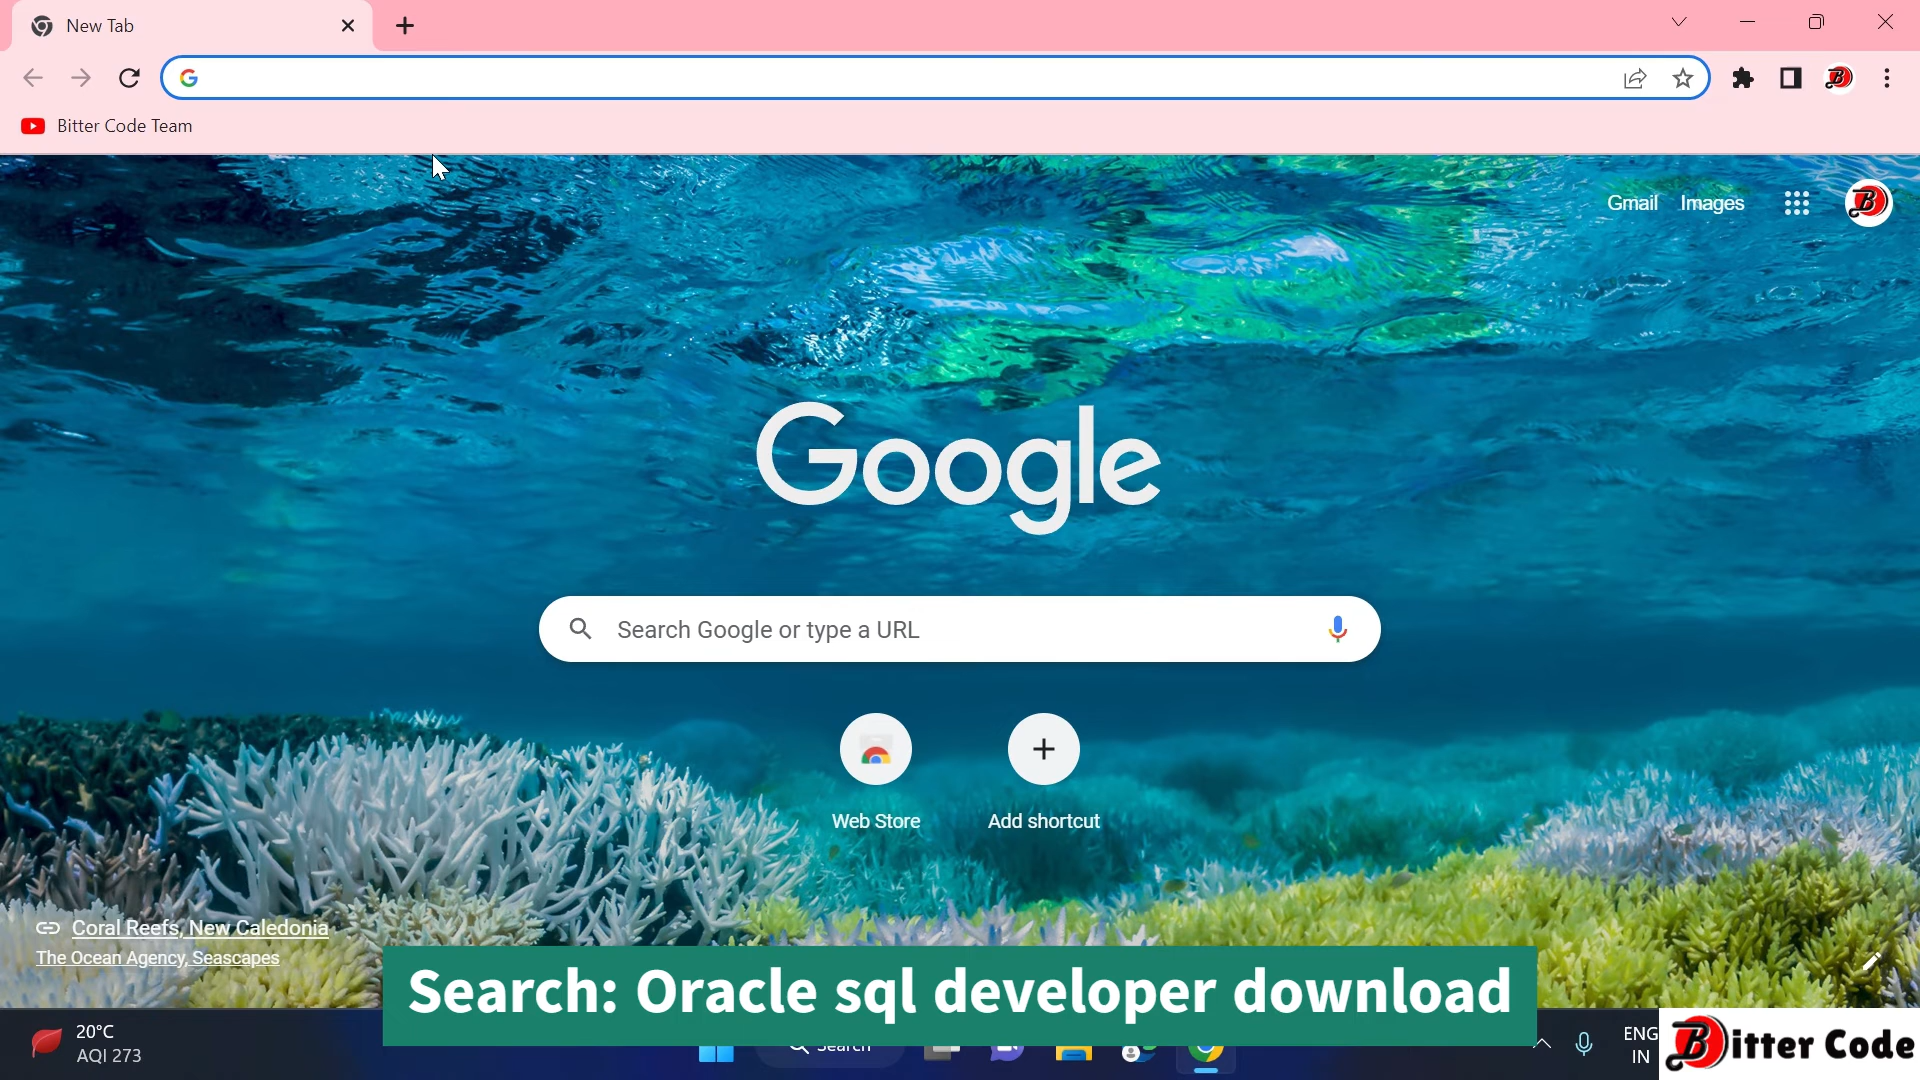 New Tab
Bitter Code Team
Gmail Images
Google
Search Google or type a URL
Web Store
Add shortcut
Coral Reefs, New Caledonia
The Ocean Agency, Seascapes
Search: Oracle sql developer download
20°C
AQI 273
Search
ENG
IN
Bitter Code